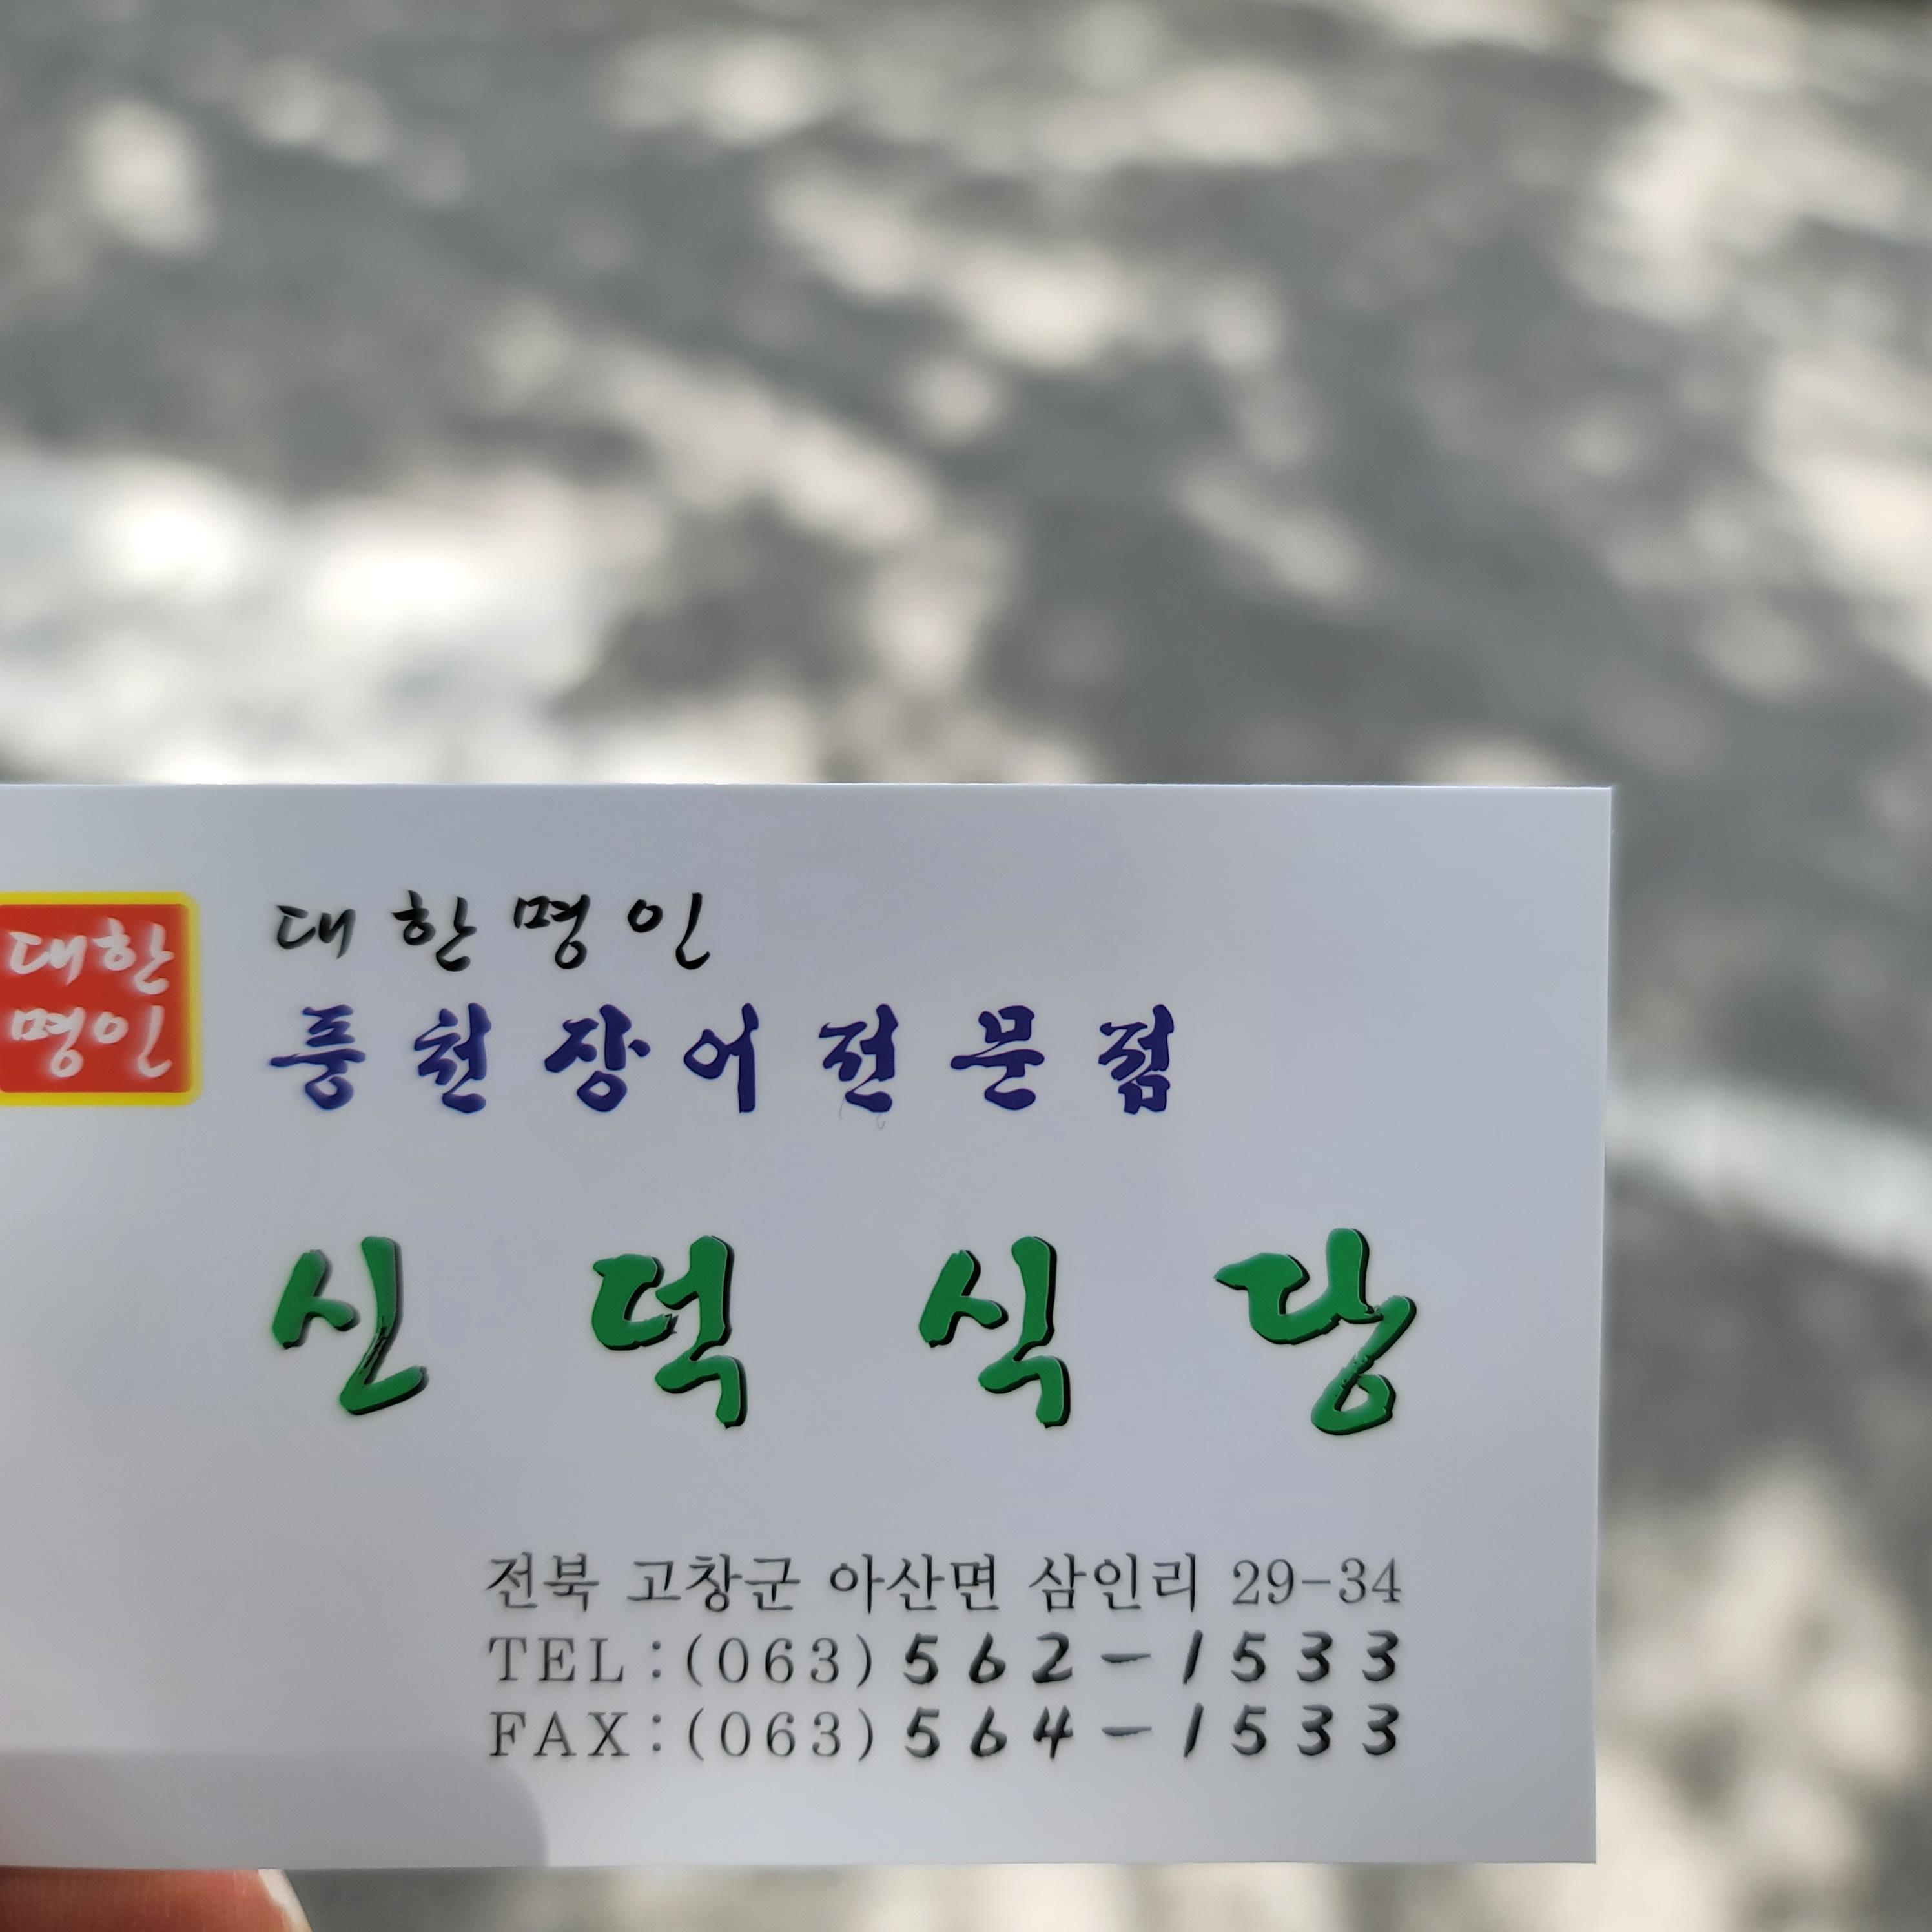 대한
명인
대한명인
풍천장어전문점
신덕식당
전북 고창군 아산면 삼인리 29-34
TEL:(063)562-1533
FAX:(063)564-1533